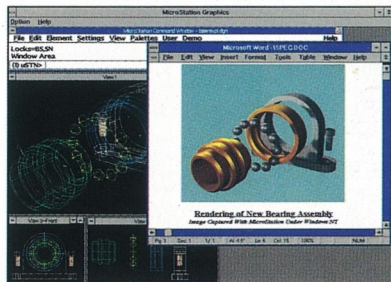 MicroStation Graphics
Option Help
MicroStation Command Window -
File Edit Element Settings View Palettes User Demo Help
Locks=BS,SN
Window Area
(1) uSTN>
Microsoft Word - \SPEC.DOC
File Edit View Insert Format Tools Table Window Help
View 1
Rendering of New Bearing Assembly
Image Captured With MicroStation Under Windows NT
Pg 1 Sec 1 1/1 At 4.6" Ln 6 Col 15 100% NUM